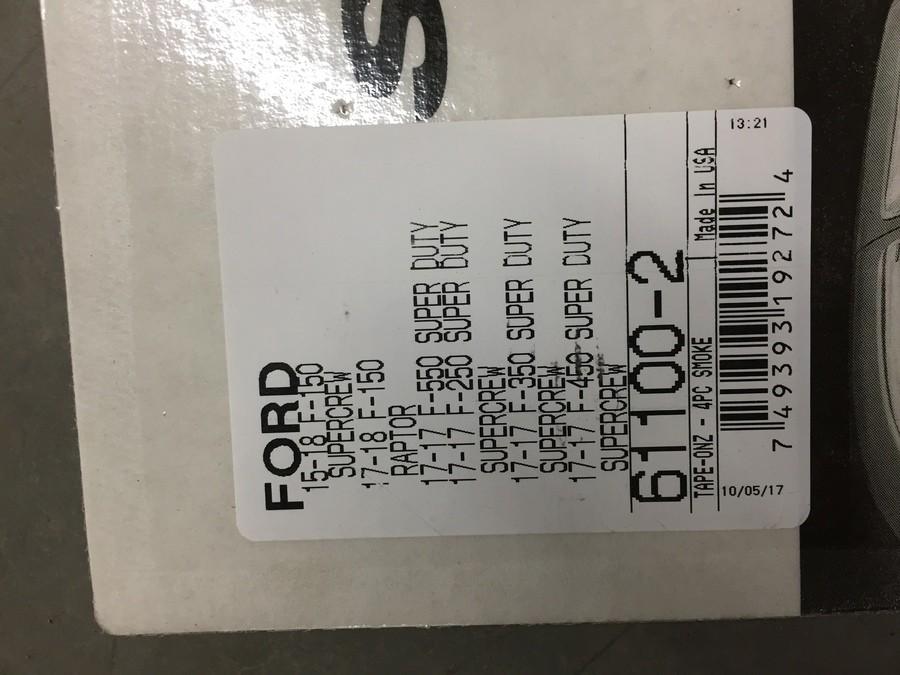 S
FORD
15-18 F-150
SUPERCREW
17-18 F-150
RAPTOR
17-17 F-550 SUPER DUTY
17-17 F-250 SUPER DUTY
SUPERCREW
17-17 F-350 SUPER DUTY
SUPERCREW
17-17 F-450 SUPER DUTY
SUPERCREW
61100-2
TAPE-ONZ - 4PC SMOKE Made In USA
10/05/17 13:21
7 49393 19272 4